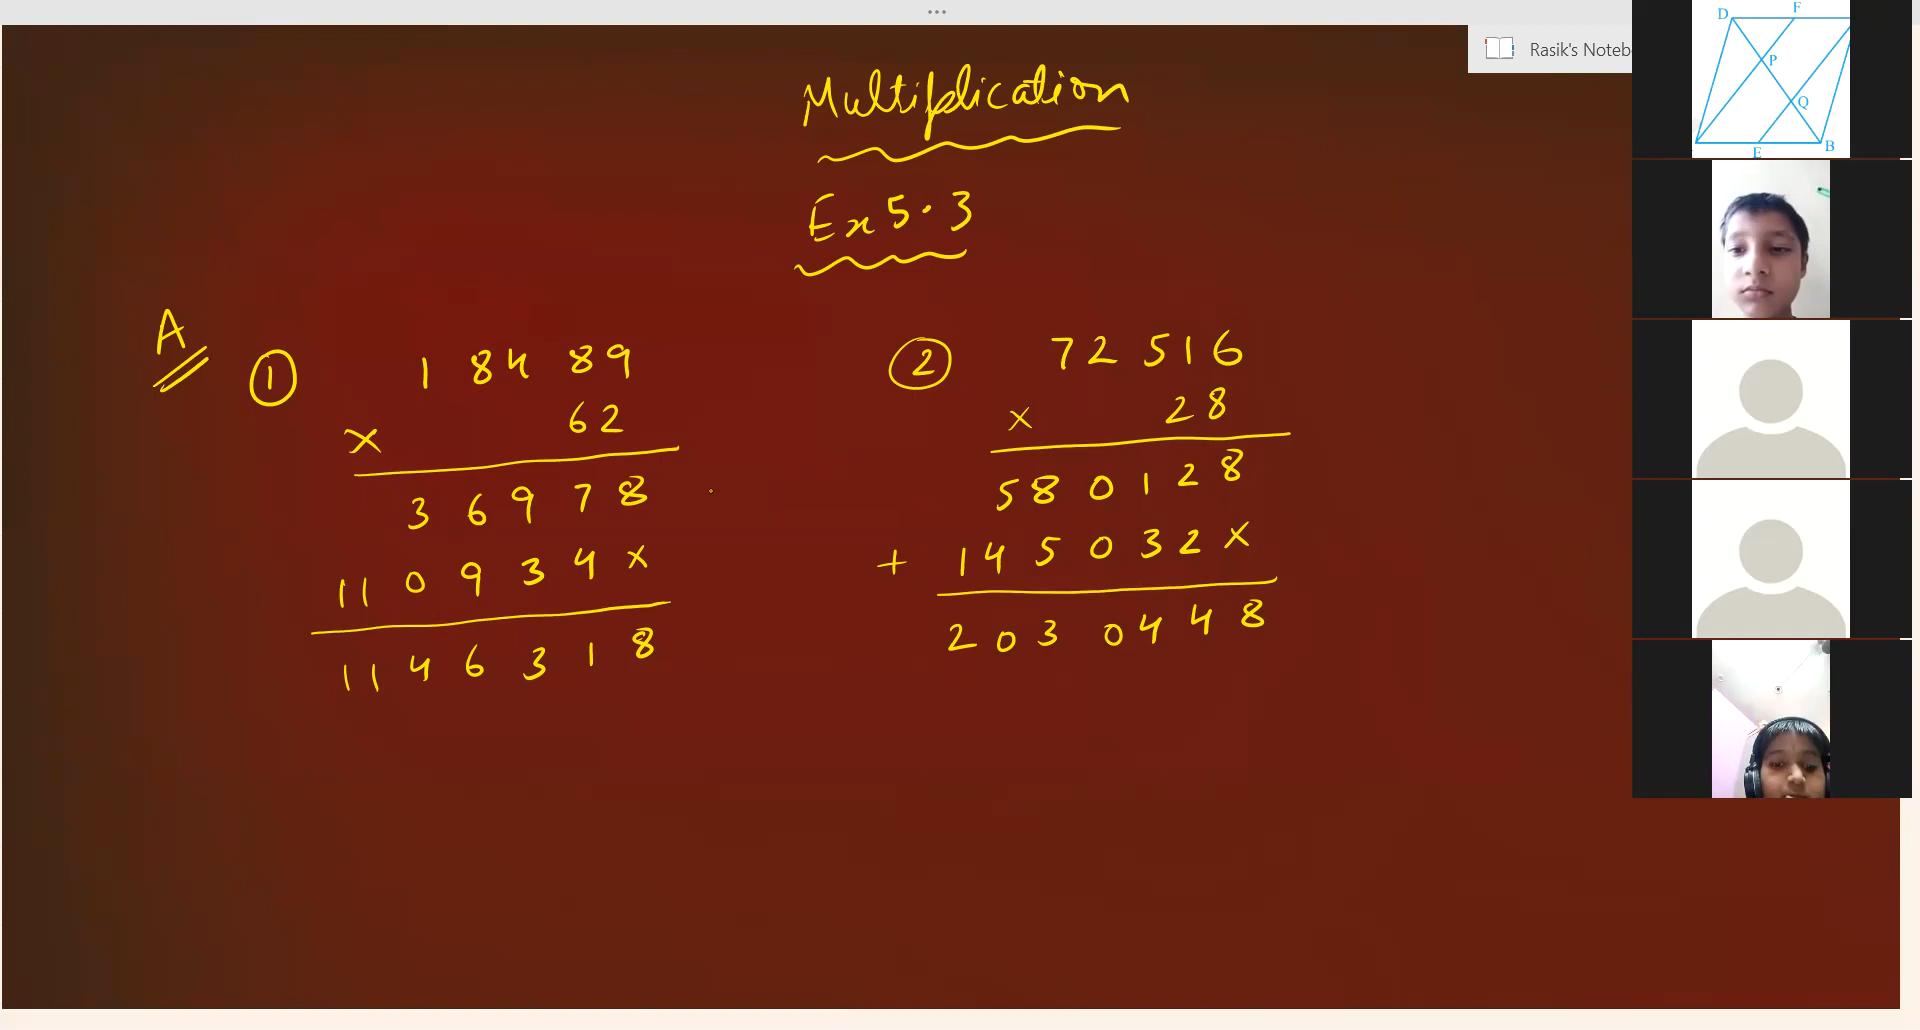 Rasik's Noteb
Multiplication
Ex 5.3
A
1
18489
× 62
36978
110934×
1146318
2
72516
× 28
580128
+ 145032×
2030448
D F
P
Q
E B